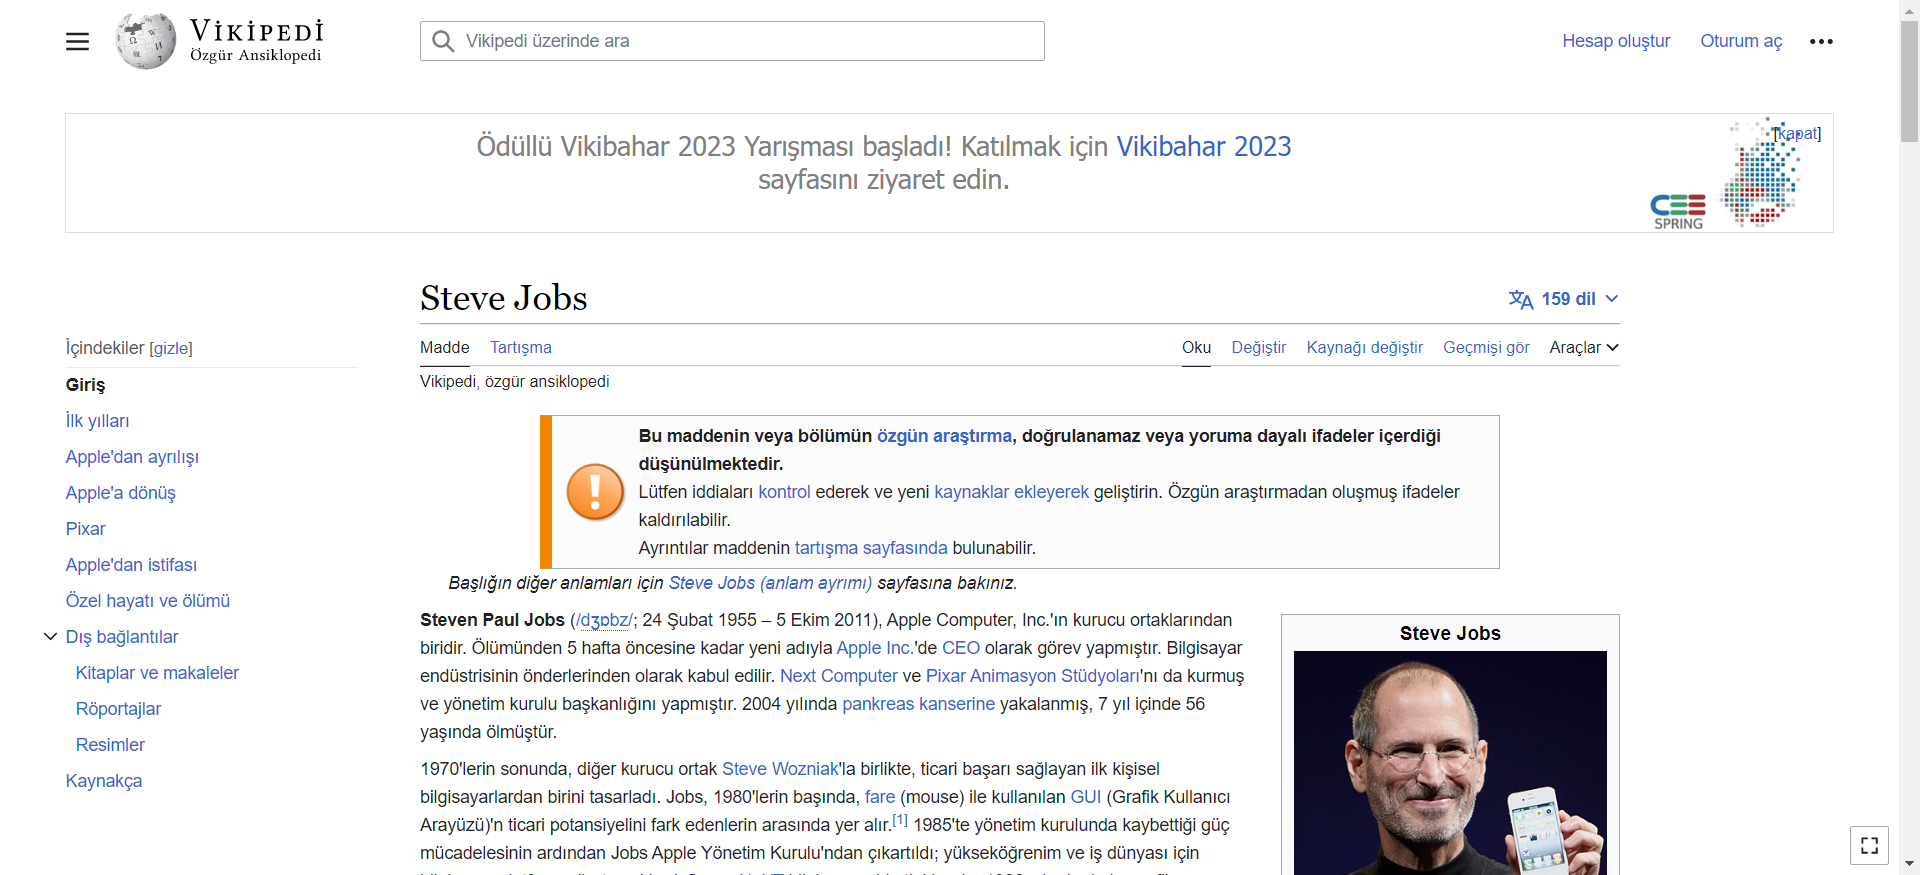 VİKİPEDİ
Özgür Ansiklopedi
Vikipedi üzerinde ara
Hesap oluştur
Oturum aç
Ödüllü Vikibahar 2023 Yarışması başladı! Katılmak için Vikibahar 2023
sayfasını ziyaret edin.
[kapat]
CEE
SPRING
Steve Jobs
159 dil
İçindekiler [gizle]
Giriş
İlk yılları
Apple'dan ayrılışı
Apple'a dönüş
Pixar
Apple'dan istifası
Özel hayatı ve ölümü
Dış bağlantılar
Kitaplar ve makaleler
Röportajlar
Resimler
Kaynakça
Madde Tartışma
Oku Değiştir Kaynağı değiştir Geçmişi gör Araçlar
Vikipedi, özgür ansiklopedi
Bu maddenin veya bölümün özgün araştırma, doğrulanamaz veya yoruma dayalı ifadeler içerdiği
düşünülmektedir.
Lütfen iddiaları kontrol ederek ve yeni kaynaklar ekleyerek geliştirin. Özgün araştırmadan oluşmuş ifadeler
kaldırılabilir.
Ayrıntılar maddenin tartışma sayfasında bulunabilir.
Başlığın diğer anlamları için Steve Jobs (anlam ayrımı) sayfasına bakınız.
Steven Paul Jobs (/dʒɒbz/; 24 Şubat 1955 – 5 Ekim 2011), Apple Computer, Inc.'ın kurucu ortaklarından
biridir. Ölümünden 5 hafta öncesine kadar yeni adıyla Apple Inc.'de CEO olarak görev yapmıştır. Bilgisayar
endüstrisinin önderlerinden olarak kabul edilir. Next Computer ve Pixar Animasyon Stüdyoları'nı da kurmuş
ve yönetim kurulu başkanlığını yapmıştır. 2004 yılında pankreas kanserine yakalanmış, 7 yıl içinde 56
yaşında ölmüştür.
1970'lerin sonunda, diğer kurucu ortak Steve Wozniak'la birlikte, ticari başarı sağlayan ilk kişisel
bilgisayarlardan birini tasarladı. Jobs, 1980'lerin başında, fare (mouse) ile kullanılan GUI (Grafik Kullanıcı
Arayüzü)'n ticari potansiyelini fark edenlerin arasında yer alır.[1] 1985'te yönetim kurulunda kaybettiği güç
mücadelesinin ardından Jobs Apple Yönetim Kurulu'ndan çıkartıldı; yükseköğrenim ve iş dünyası için
Steve Jobs